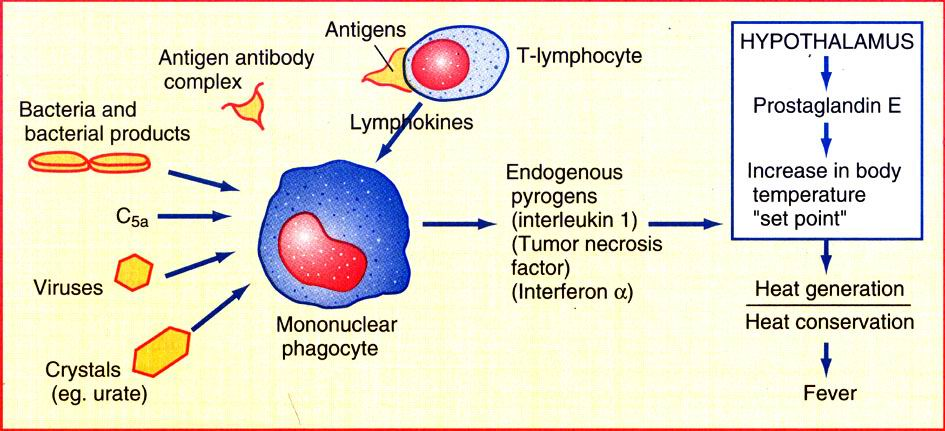 Antigens
T-lymphocyte
Antigen antibody
complex
Lymphokines
Bacteria and
bacterial products
C5a
Viruses
Crystals
(eg. urate)
Mononuclear
phagocyte
Endogenous
pyrogens
(interleukin 1)
(Tumor necrosis
factor)
(Interferon α)
HYPOTHALAMUS
Prostaglandin E
Increase in body
temperature
"set point"
Heat generation
Heat conservation
Fever